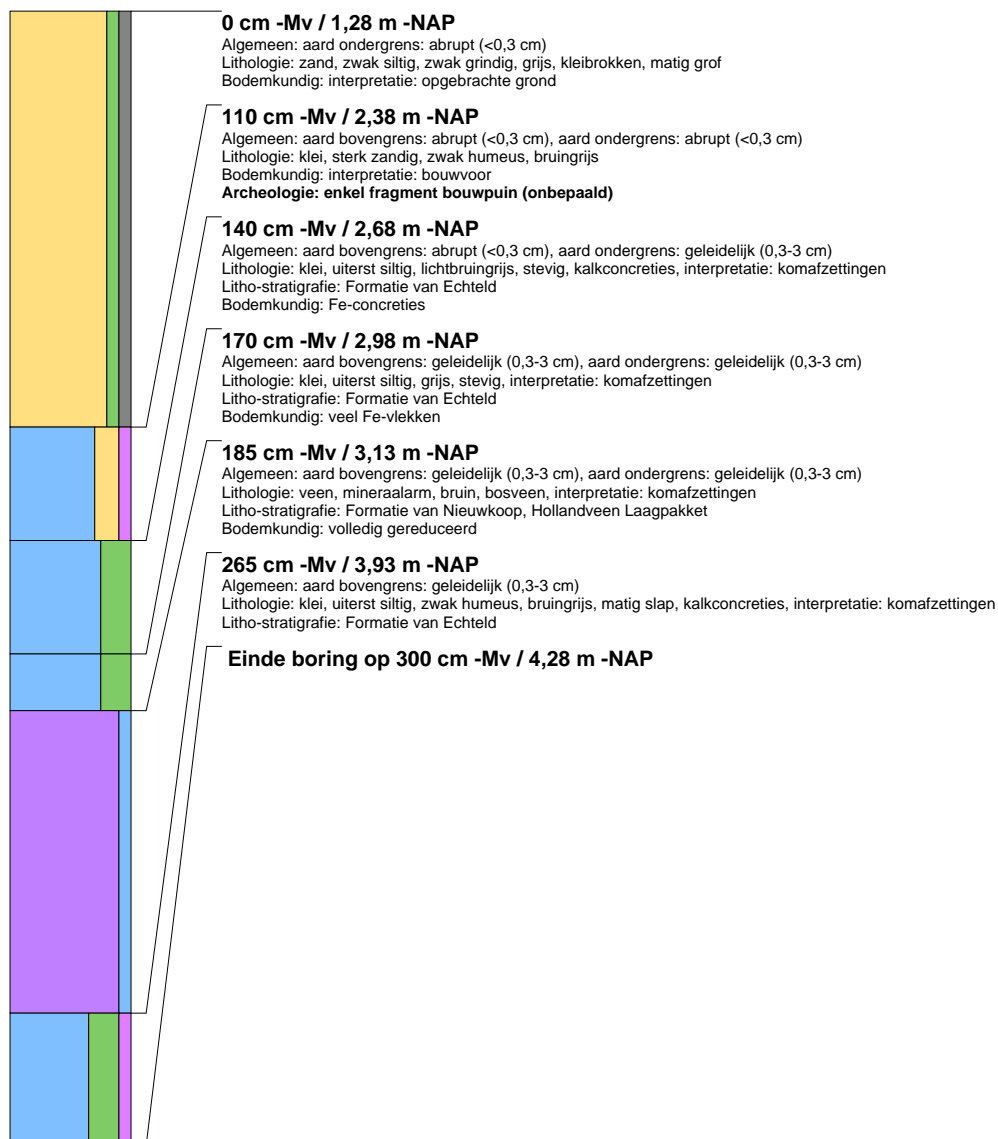 0 cm -Mv / 1,28 m -NAP
Algemeen: aard ondergrens: abrupt (<0,3 cm)
Lithologie: zand, zwak siltig, zwak grindig, grijs, kleibrokken, matig grof
Bodemkundig: interpretatie: opgebrachte grond
110 cm -Mv / 2,38 m -NAP
Algemeen: aard bovengrens: abrupt (<0,3 cm), aard ondergrens: abrupt (<0,3 cm)
Lithologie: klei, sterk zandig, zwak humeus, bruingrijs
Bodemkundig: interpretatie: bouwvoor
Archeologie: enkel fragment bouwpuin (onbepaald)
140 cm -Mv / 2,68 m -NAP
Algemeen: aard bovengrens: abrupt (<0,3 cm), aard ondergrens: geleidelijk (0,3-3 cm)
Lithologie: klei, uiterst siltig, lichtbruingrijs, stevig, kalkconcreties, interpretatie: komafzettingen
Litho-stratigrafie: Formatie van Echteld
Bodemkundig: Fe-concreties
170 cm -Mv / 2,98 m -NAP
Algemeen: aard bovengrens: geleidelijk (0,3-3 cm), aard ondergrens: geleidelijk (0,3-3 cm)
Lithologie: klei, uiterst siltig, grijs, stevig, interpretatie: komafzettingen
Litho-stratigrafie: Formatie van Echteld
Bodemkundig: veel Fe-vlekken
185 cm -Mv / 3,13 m -NAP
Algemeen: aard bovengrens: geleidelijk (0,3-3 cm), aard ondergrens: geleidelijk (0,3-3 cm)
Lithologie: veen, mineraalarm, bruin, bosveen, interpretatie: komafzettingen
Litho-stratigrafie: Formatie van Nieuwkoop, Hollandveen Laagpakket
Bodemkundig: volledig gereduceerd
265 cm -Mv / 3,93 m -NAP
Algemeen: aard bovengrens: geleidelijk (0,3-3 cm)
Lithologie: klei, uiterst siltig, zwak humeus, bruingrijs, matig slap, kalkconcreties, interpretatie: komafzettingen
Litho-stratigrafie: Formatie van Echteld
Einde boring op 300 cm -Mv / 4,28 m -NAP